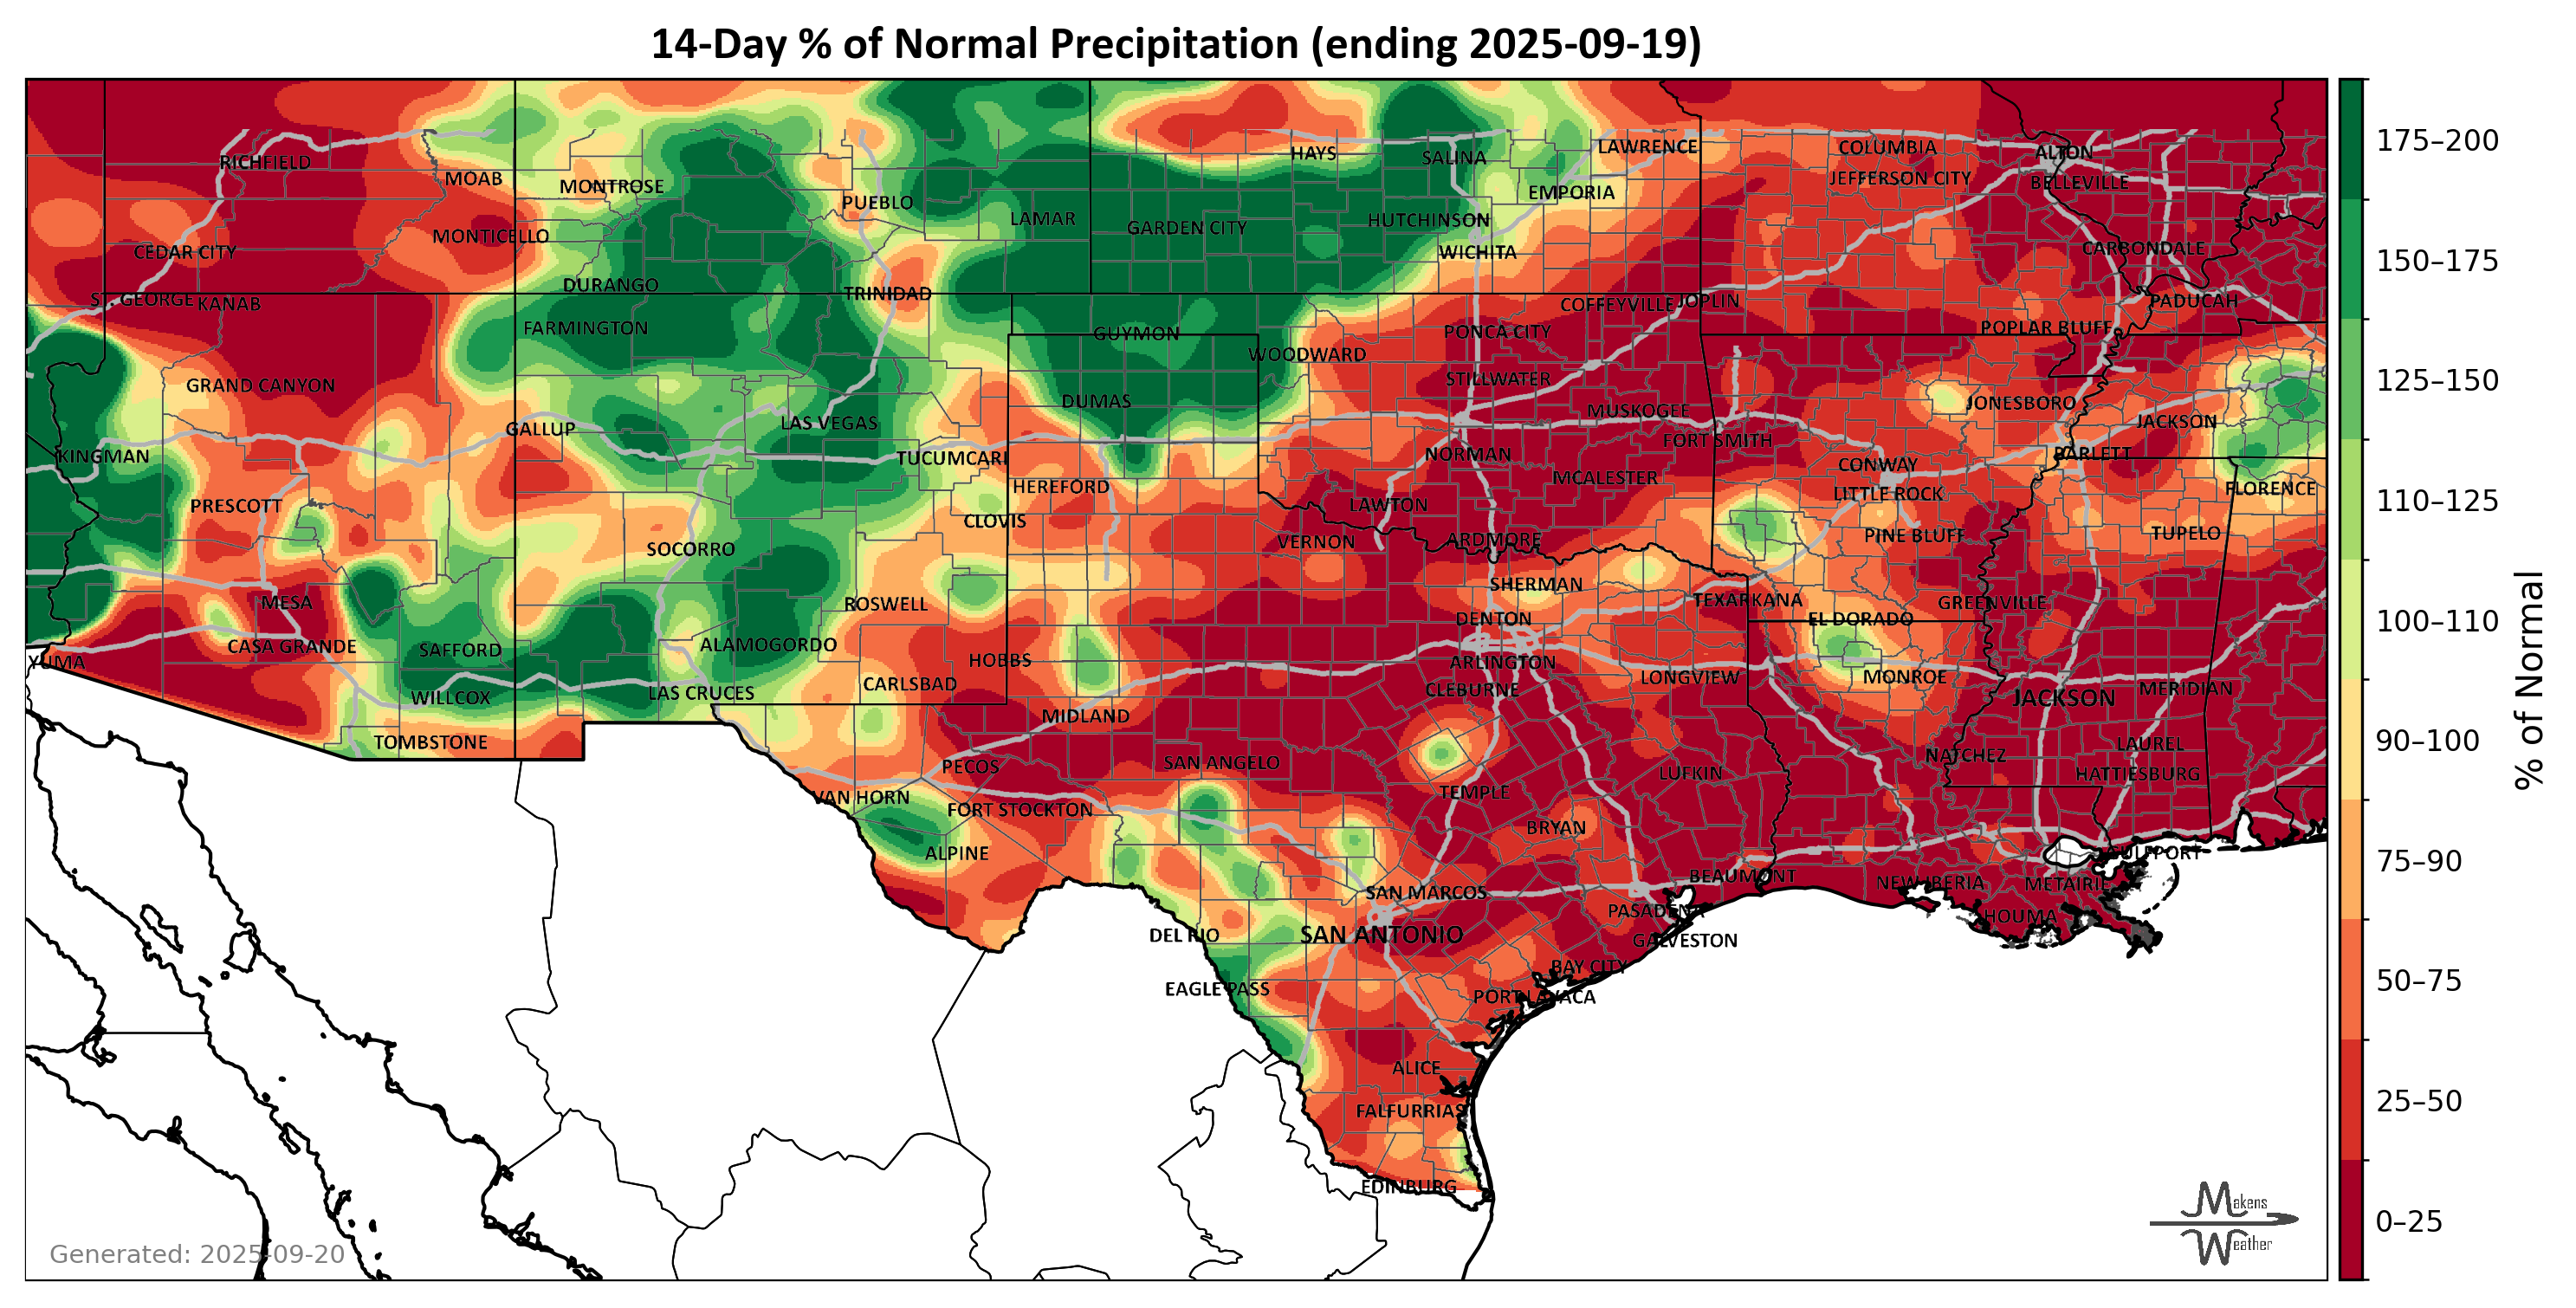 14-Day % of Normal Precipitation (ending 2025-09-19)
RICHFIELD
MOAB
MONTROSE
PUEBLO
LAMAR
HAYS
SALINA
LAWRENCE
COLUMBIA
ALTON
JEFFERSON CITY
BELLEVILLE
EMPORIA
GARDEN CITY
HUTCHINSON
WICHITA
CEDAR CITY
MONTICELLO
CARBONDALE
DURANGO
TRINIDAD
ST. GEORGE
KANAB
COFFEYVILLE
JOPLIN
PADUCAH
FARMINGTON
GUYMON
PONCA CITY
POPLAR BLUFF
WOODWARD
GRAND CANYON
STILLWATER
DUMAS
MUSKOGEE
JONESBORO
JACKSON
GALLUP
LAS VEGAS
FORT SMITH
KINGMAN
TUCUMCARI
NORMAN
BARLETT
CONWAY
HEREFORD
MCALESTER
LITTLE ROCK
FLORENCE
PRESCOTT
LAWTON
CLOVIS
PINE BLUFF
TUPELO
SOCORRO
VERNON
ARDMORE
SHERMAN
MESA
ROSWELL
TEXARKANA
GREENVILLE
DENTON
EL DORADO
CASA GRANDE
SAFFORD
ALAMOGORDO
YUMA
HOBBS
ARLINGTON
CARLSBAD
CLEBURNE
LONGVIEW
MONROE
WILLCOX
LAS CRUCES
JACKSON
MERIDIAN
MIDLAND
TOMBSTONE
NATCHEZ
LAUREL
PECOS
SAN ANGELO
LUFKIN
HATTIESBURG
VAN HORN
TEMPLE
FORT STOCKTON
BRYAN
ALPINE
GULFPORT
BEAUMONT
NEW IBERIA
METAIRIE
SAN MARCOS
PASADENA
HOUMA
DEL RIO
SAN ANTONIO
GALVESTON
BAY CITY
EAGLE PASS
PORT LAVACA
ALICE
FALFURRIAS
EDINBURG
Generated: 2025-09-20
Makens
Weather
175–200
150–175
125–150
110–125
100–110
90–100
75–90
50–75
25–50
0–25
% of Normal